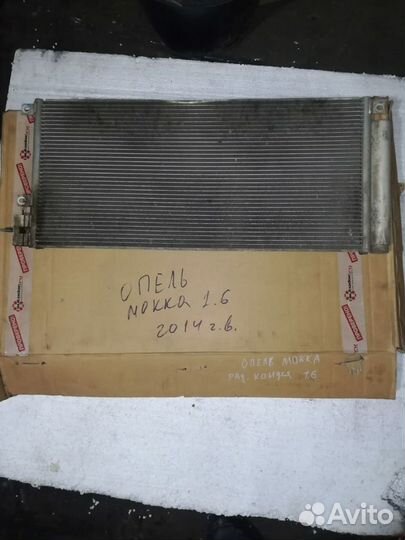 ОПЕЛЬ
МОККА 1.6
2014 г.в.
ОПЕЛЬ МОККА
РАД. КОНДИЦ 1.6
Avito